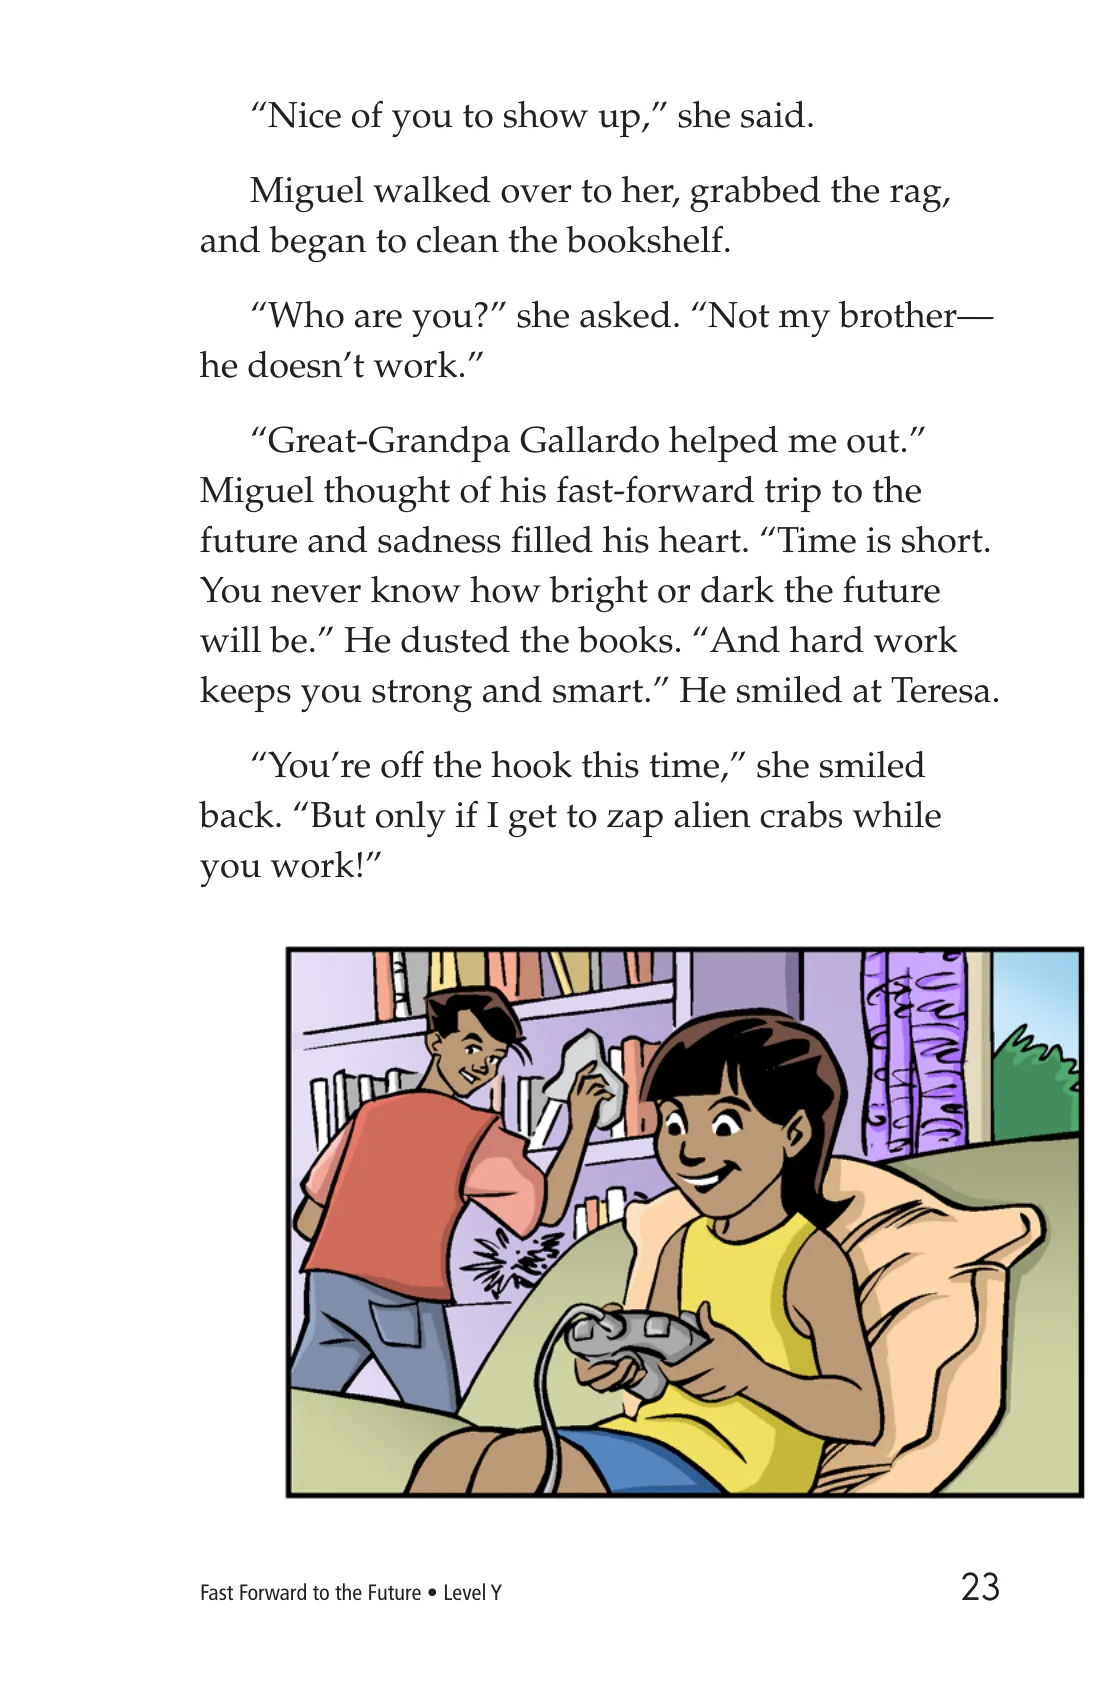 “Nice of you to show up,” she said.
Miguel walked over to her, grabbed the rag,
and began to clean the bookshelf.
“Who are you?” she asked. “Not my brother—
he doesn’t work.”
“Great-Grandpa Gallardo helped me out.”
Miguel thought of his fast-forward trip to the
future and sadness filled his heart. “Time is short.
You never know how bright or dark the future
will be.” He dusted the books. “And hard work
keeps you strong and smart.” He smiled at Teresa.
“You’re off the hook this time,” she smiled
back. “But only if I get to zap alien crabs while
you work!”
Fast Forward to the Future • Level Y
23